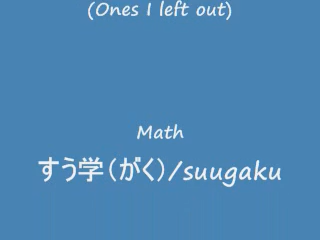 (Ones I left out)
Math
すう学(がく)/suugaku